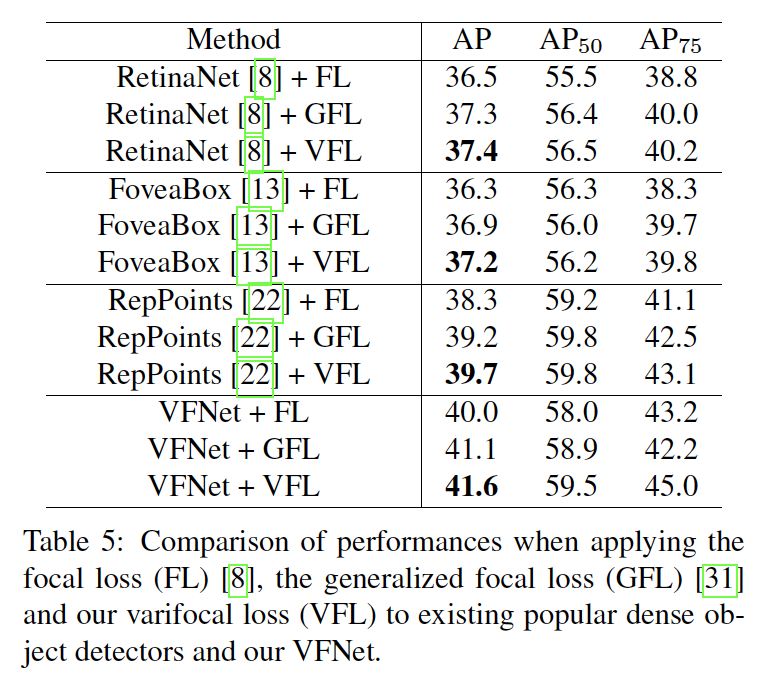 Method AP AP50 AP75
RetinaNet [8] + FL 36.5 55.5 38.8
RetinaNet [8] + GFL 37.3 56.4 40.0
RetinaNet [8] + VFL 37.4 56.5 40.2
FoveaBox [13] + FL 36.3 56.3 38.3
FoveaBox [13] + GFL 36.9 56.0 39.7
FoveaBox [13] + VFL 37.2 56.2 39.8
RepPoints [22] + FL 38.3 59.2 41.1
RepPoints [22] + GFL 39.2 59.8 42.5
RepPoints [22] + VFL 39.7 59.8 43.1
VFNet + FL 40.0 58.0 43.2
VFNet + GFL 41.1 58.9 42.2
VFNet + VFL 41.6 59.5 45.0
Table 5: Comparison of performances when applying the
focal loss (FL) [8], the generalized focal loss (GFL) [31]
and our varifocal loss (VFL) to existing popular dense ob-
ject detectors and our VFNet.